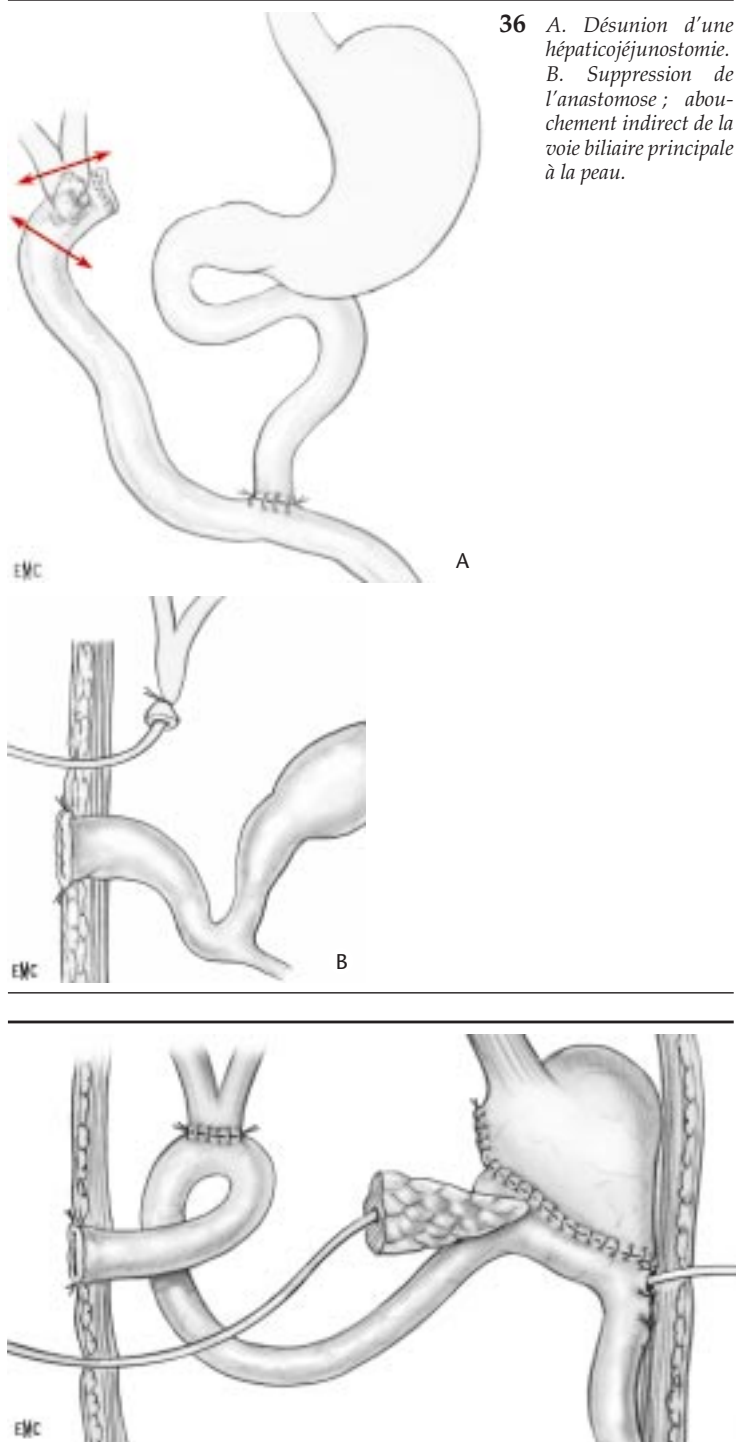 36 A. Désunion d'une
hépaticojéjunostomie.
B. Suppression de
l'anastomose ; abou-
chement indirect de la
voie biliaire principale
à la peau.
A
EMC
B
EMC
EMC